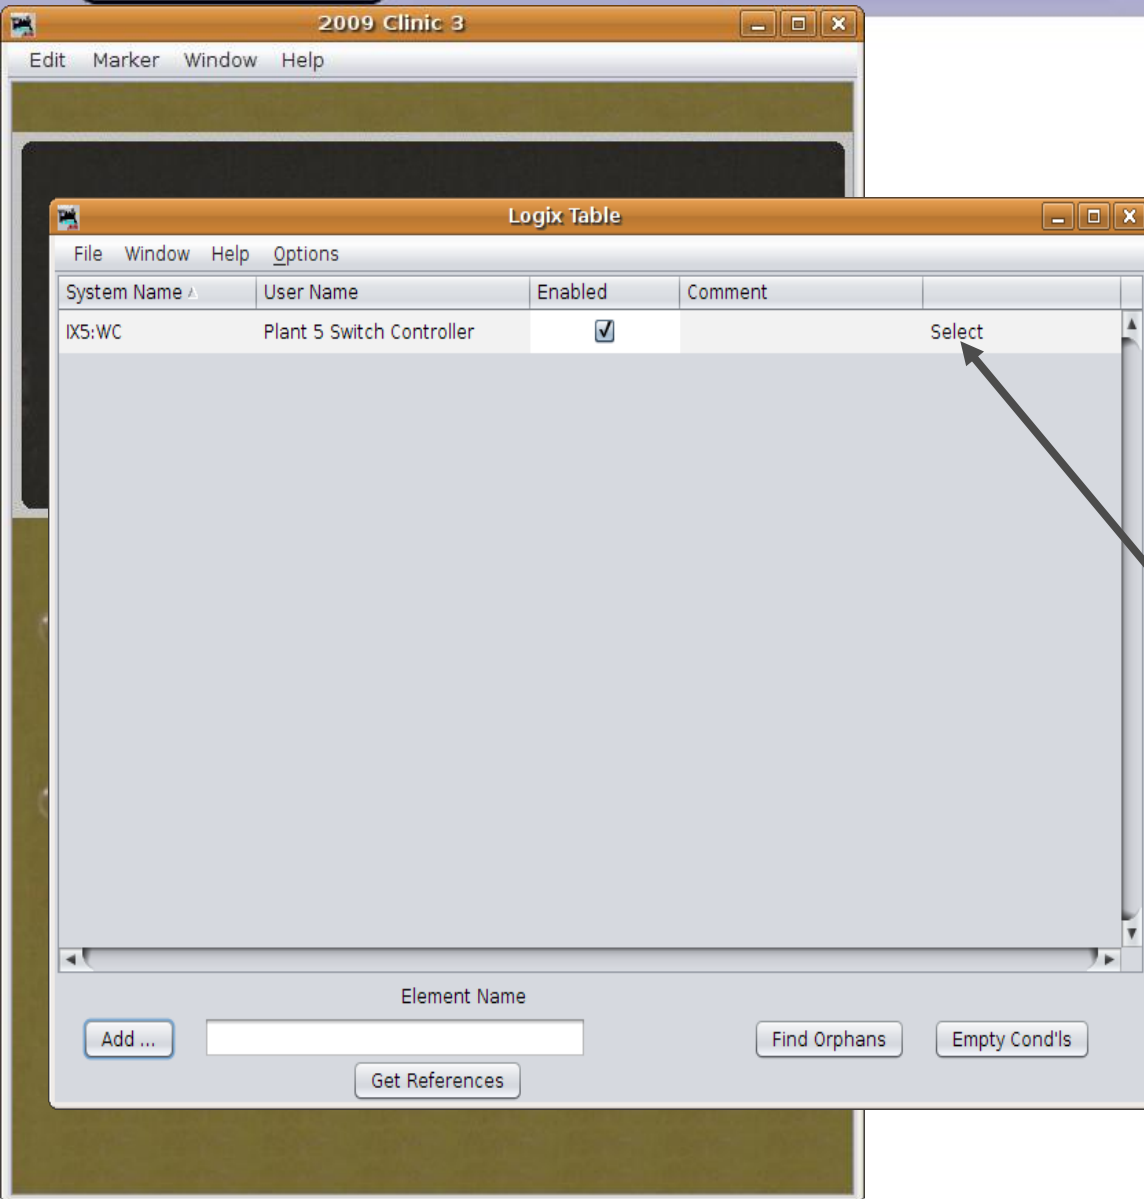 2009 Clinic 3
Edit Marker Window Help
Logix Table
File Window Help Options
System Name User Name Enabled Comment
IX5:WC Plant 5 Switch Controller Select
Element Name
Add ... Find Orphans Empty Cond'ls
Get References